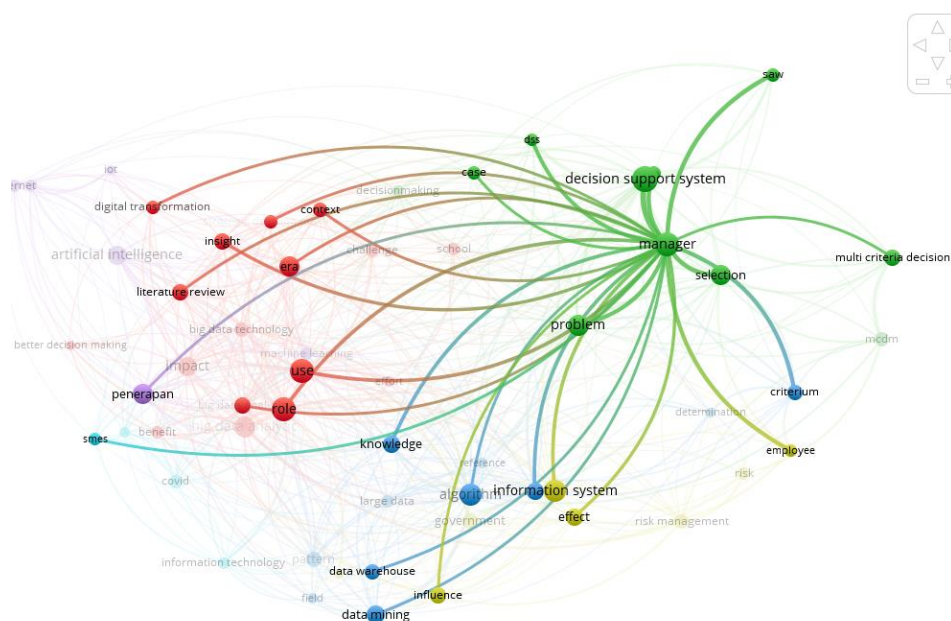 saw
dss
iot
ernet
case
decision support system
decisionmaking
digital transformation
context
insight
manager
challenge
school
artificial intelligence
era
selection
multi criteria decision
literature review
problem
big data technology
mcdm
better decision making
machine learning
impact
use
effort
penerapan
criterium
role
determination
smes
benefit
knowledge
employee
reference
risk
covid
algorithm
information system
large data
government
effect
risk management
pattern
information technology
data warehouse
field
influence
data mining